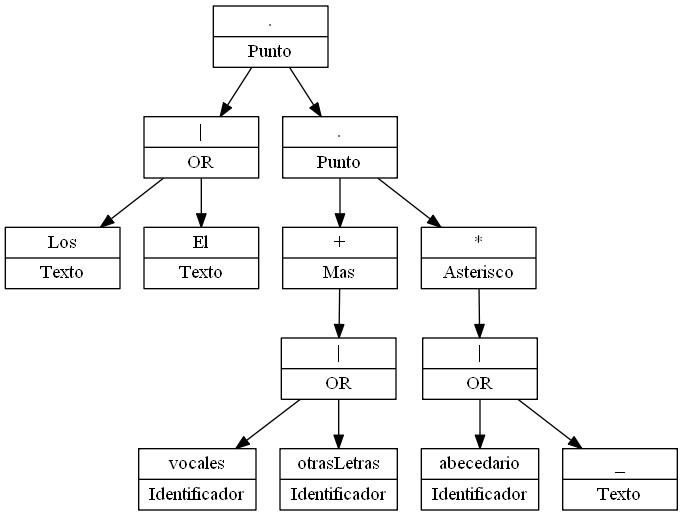 .
Punto
|
OR
.
Punto
Los
Texto
El
Texto
+
Mas
*
Asterisco
|
OR
|
OR
vocales
Identificador
otrasLetras
Identificador
abecedario
Identificador
_
Texto